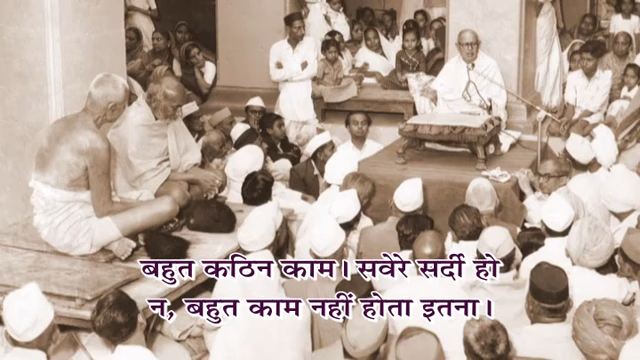 बहुत कठिन काम। सवेरे सर्दी हो
न, बहुत काम नहीं होता इतना।